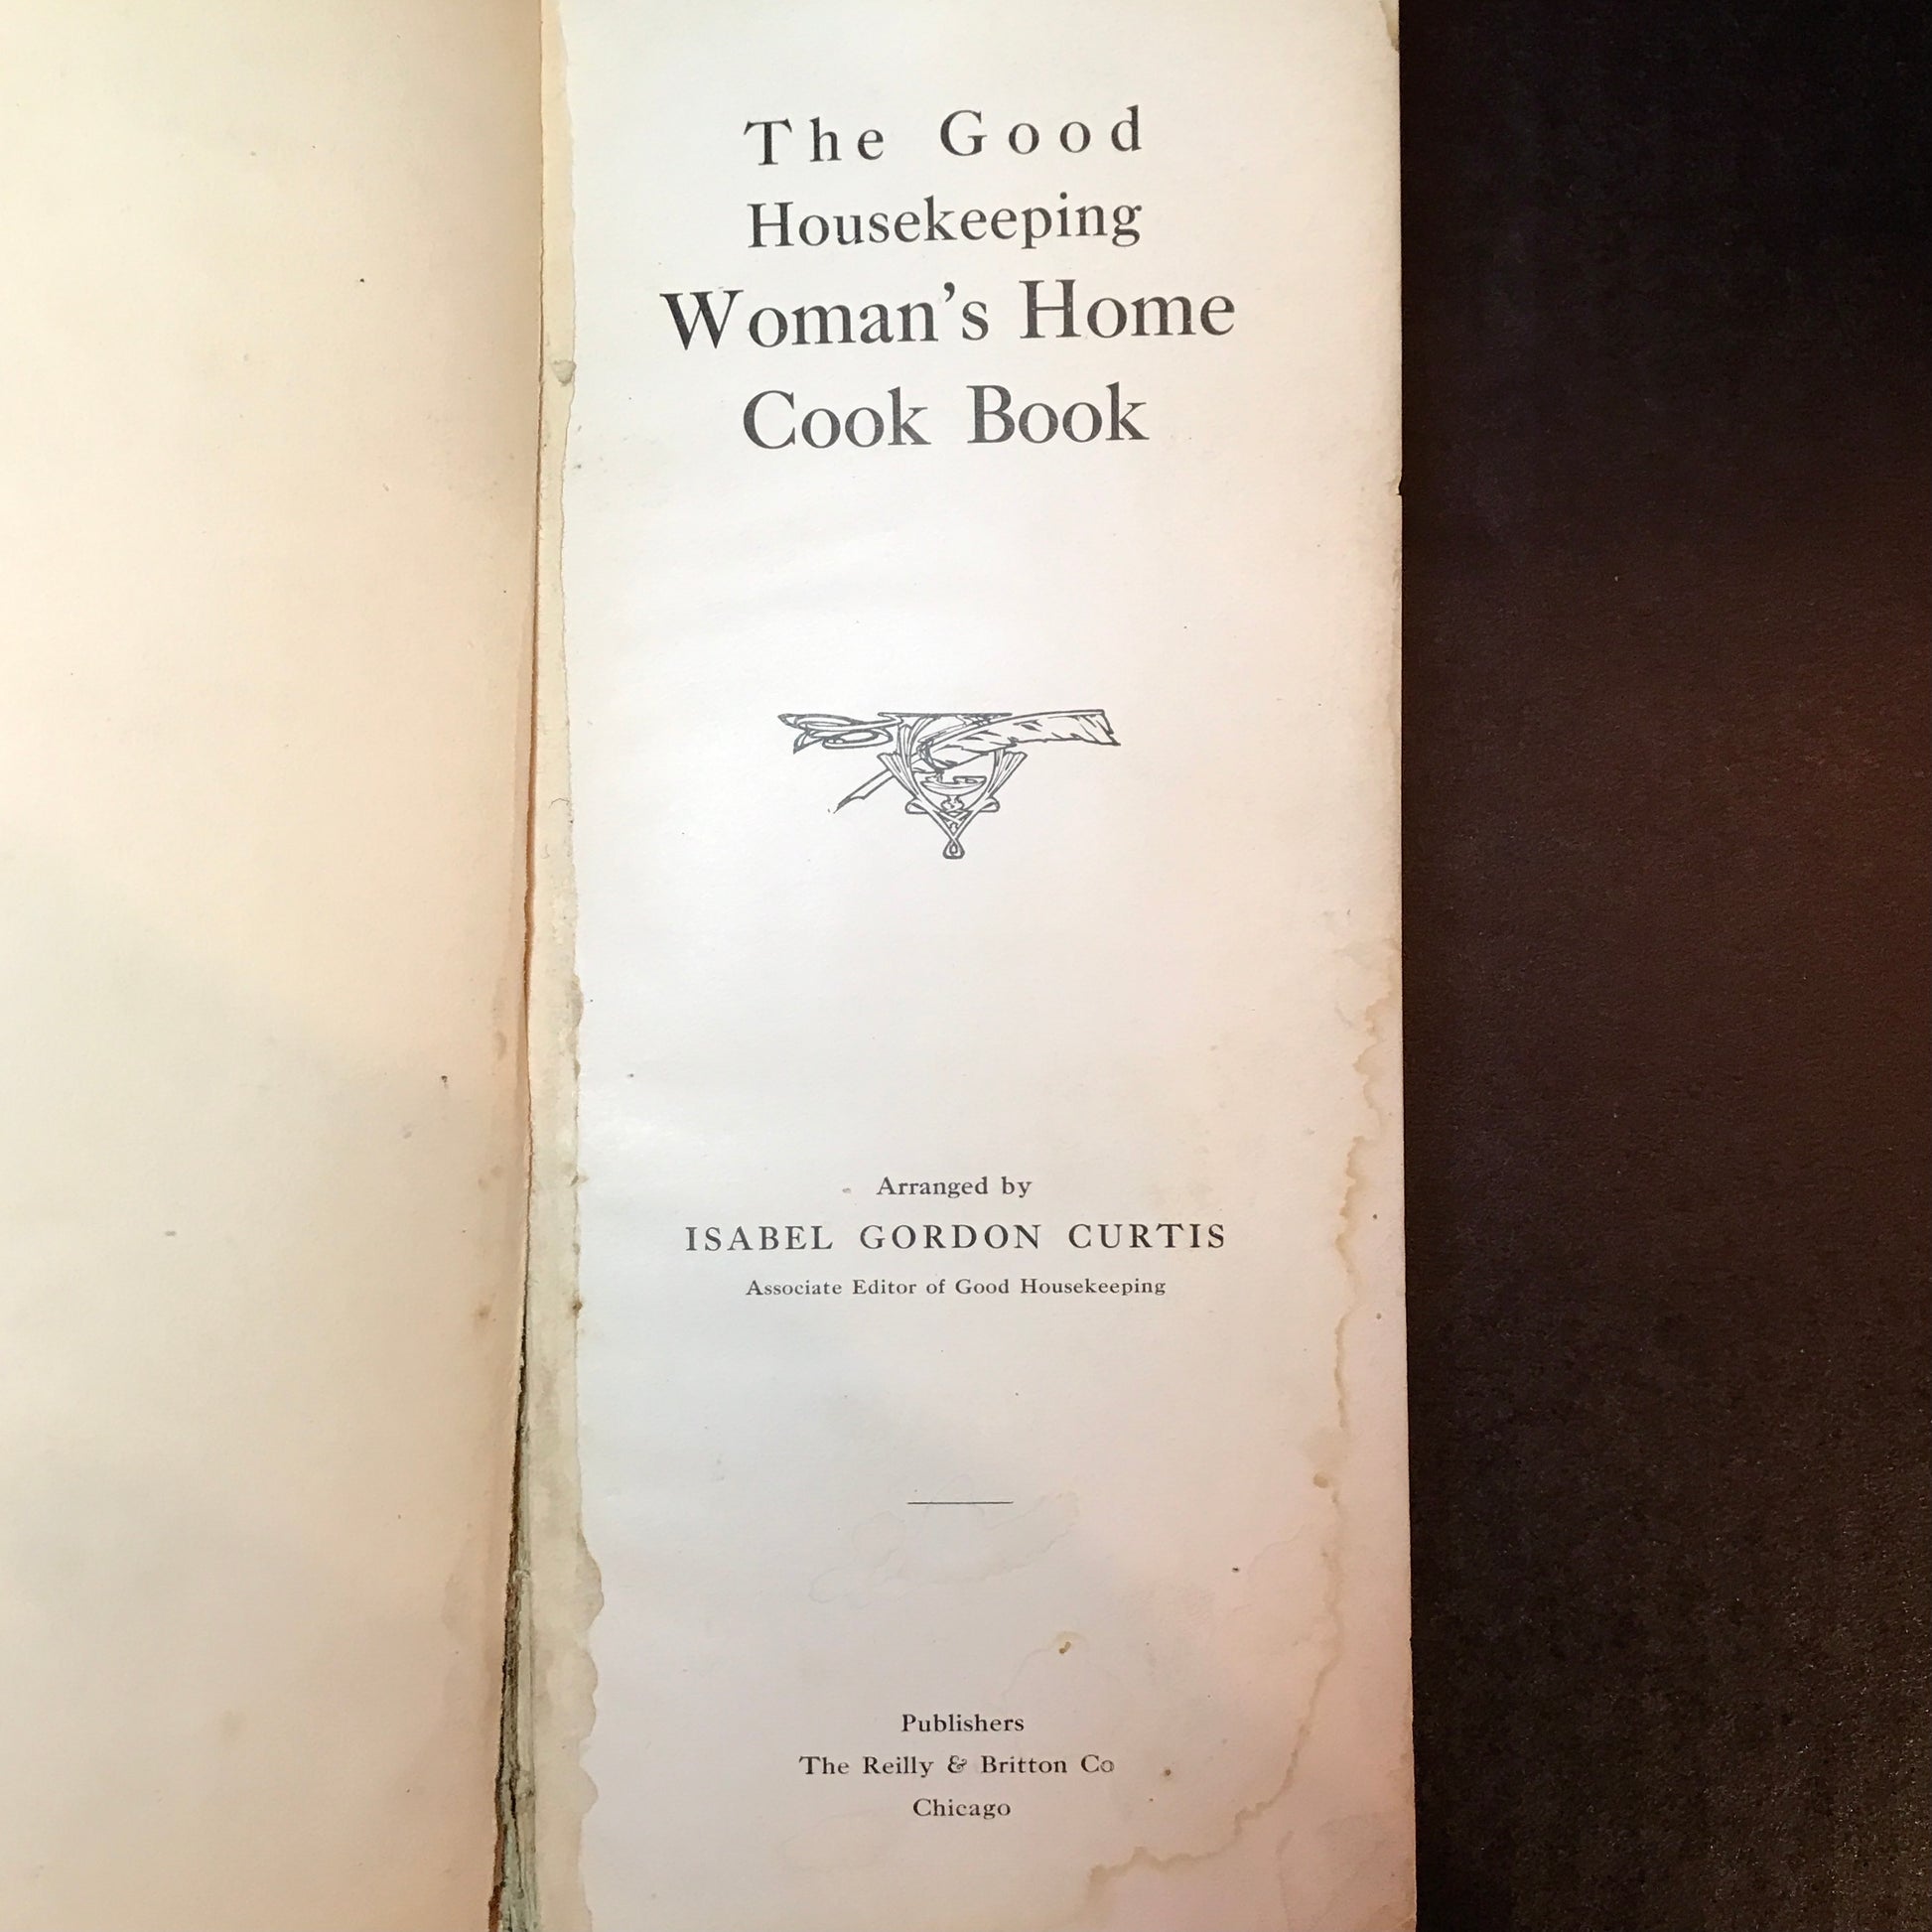 The Good
Housekeeping
Woman's Home
Cook Book
Arranged by
ISABEL GORDON CURTIS
Associate Editor of Good Housekeeping
Publishers
The Reilly & Britton Co
Chicago